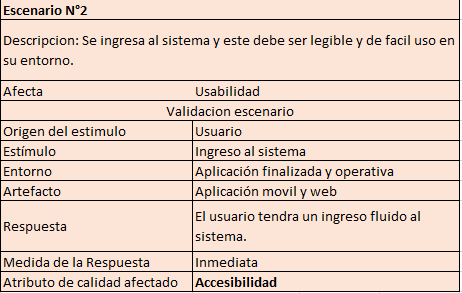 Escenario N°2
Descripcion: Se ingresa al sistema y este debe ser legible y de facil uso en
su entorno.
Afecta Usabilidad
Validacion escenario
Origen del estimulo Usuario
Estímulo Ingreso al sistema
Entorno Aplicación finalizada y operativa
Artefacto Aplicación movil y web
Respuesta El usuario tendra un ingreso fluido al
sistema.
Medida de la Respuesta Inmediata
Atributo de calidad afectado Accesibilidad